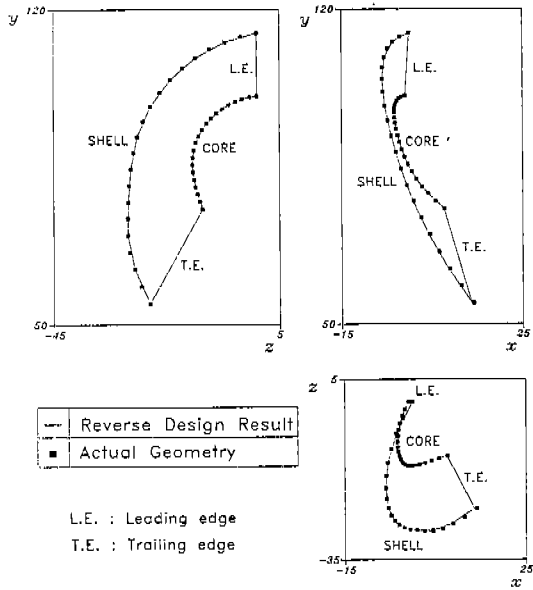 y
120
L.E.
SHELL
CORE
T.E.
50
-45
z
5
y
120
L.E.
CORE
SHELL
T.E.
50
-15
x
25
Reverse Design Result
Actual Geometry
L.E. : Leading edge
T.E. : Trailing edge
z
5
L.E.
CORE
T.E.
SHELL
-35
-15
x
25